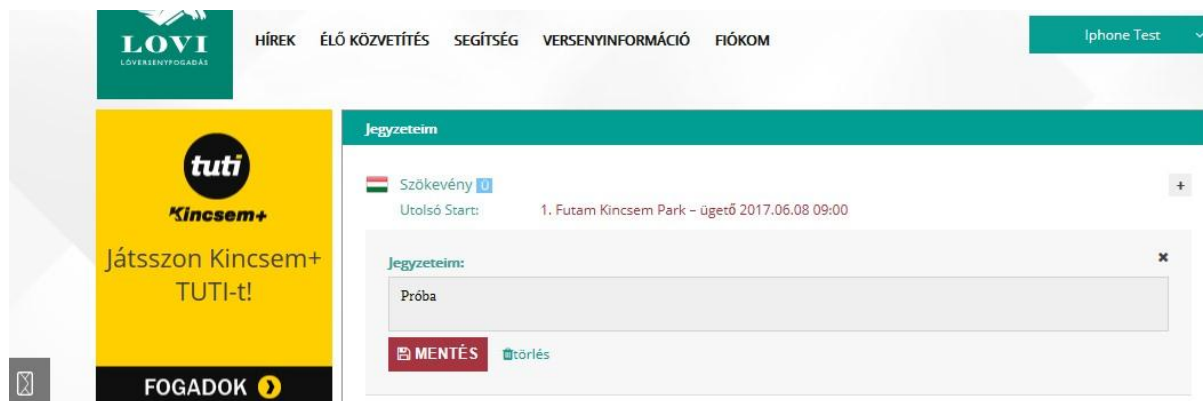 LOVI
LÓVERSENYFOGADÁS
HÍREK ÉLŐ KÖZVETÍTÉS SEGÍTSÉG VERSENYINFORMÁCIÓ FIÓKOM
Iphone Test
tuti
Kincsem+
Játsszon Kincsem+
TUTI-t!
FOGADOK
Jegyzeteim
Szökevény Ü
Utolsó Start: 1. Futam Kincsem Park – ügető 2017.06.08 09:00
Jegyzeteim:
Próba
MENTÉS törlés